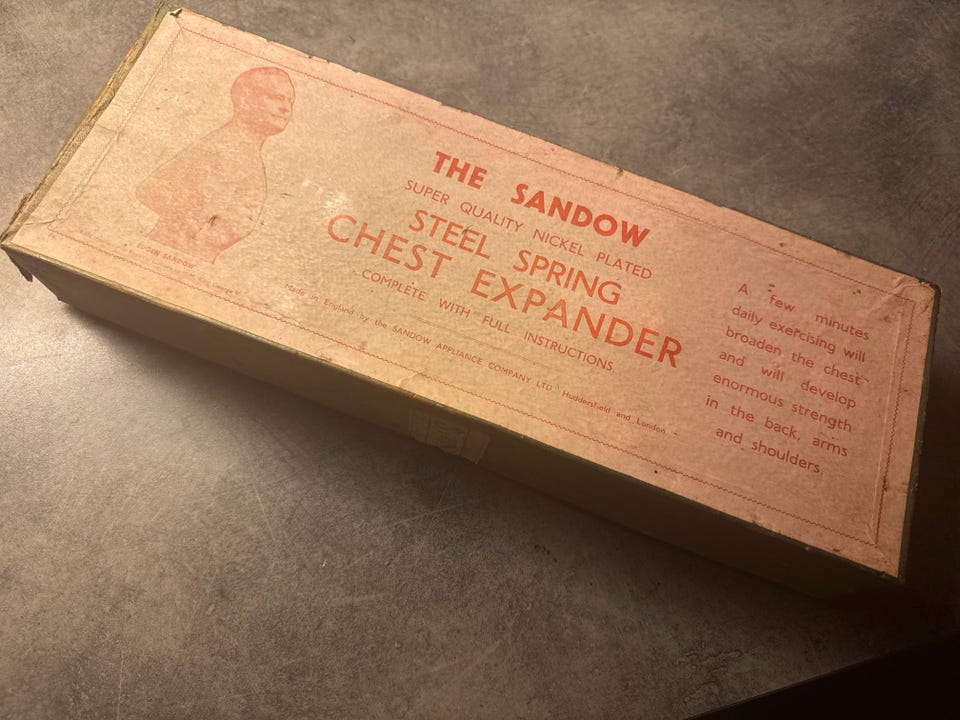 THE SANDOW
SUPER QUALITY NICKEL PLATED
STEEL SPRING
CHEST EXPANDER
COMPLETE WITH FULL INSTRUCTIONS
Made in England by the SANDOW APPLIANCE COMPANY LTD Huddersfield and London.
EUGEN SANDOW
A few minutes
daily exercising will
broaden the chest
and will develop
enormous strength
in the back, arms
and shoulders.